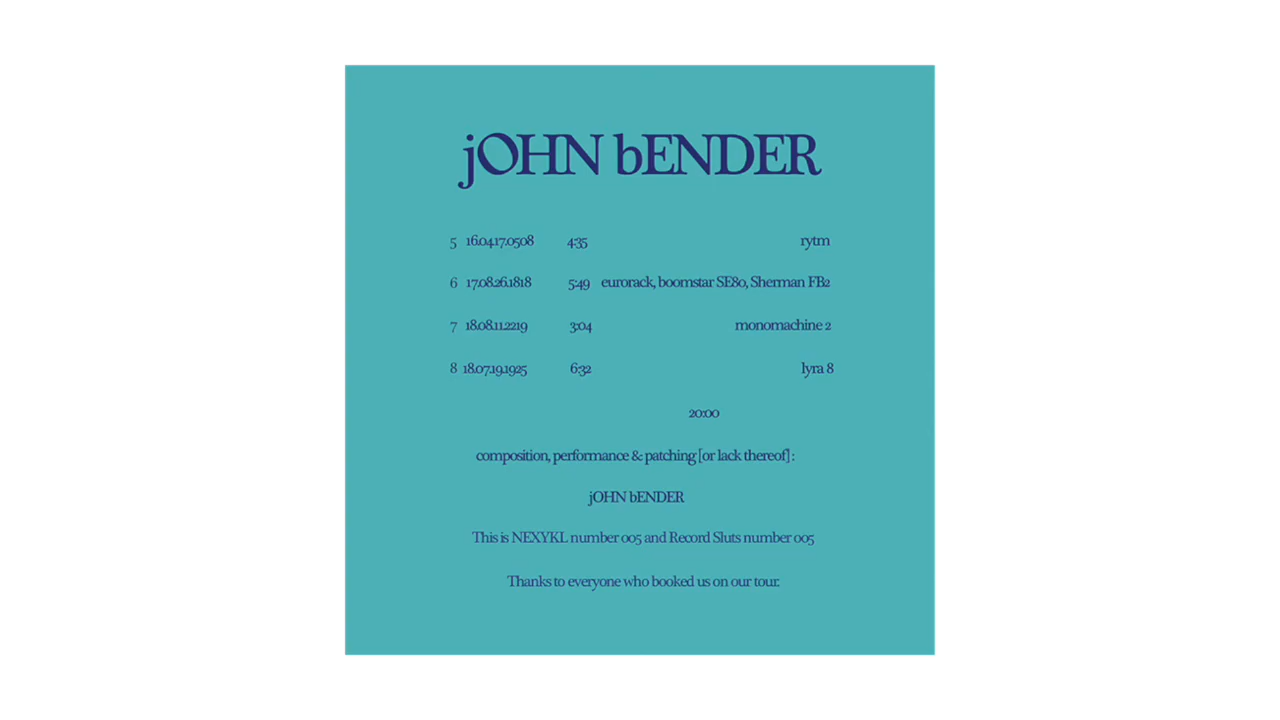 jOHN bENDER
5 16.04.17.0508 4:35 rytm
6 17.08.26.1818 5:49 eurorack, boomstar SE80, Sherman FB2
7 18.08.11.2219 3:04 monomachine 2
8 18.07.19.1925 6:32 lyra 8
20:00
composition, performance & patching [or lack thereof] :
jOHN bENDER
This is NEXYKL number 005 and Record Sluts number 005
Thanks to everyone who booked us on our tour.